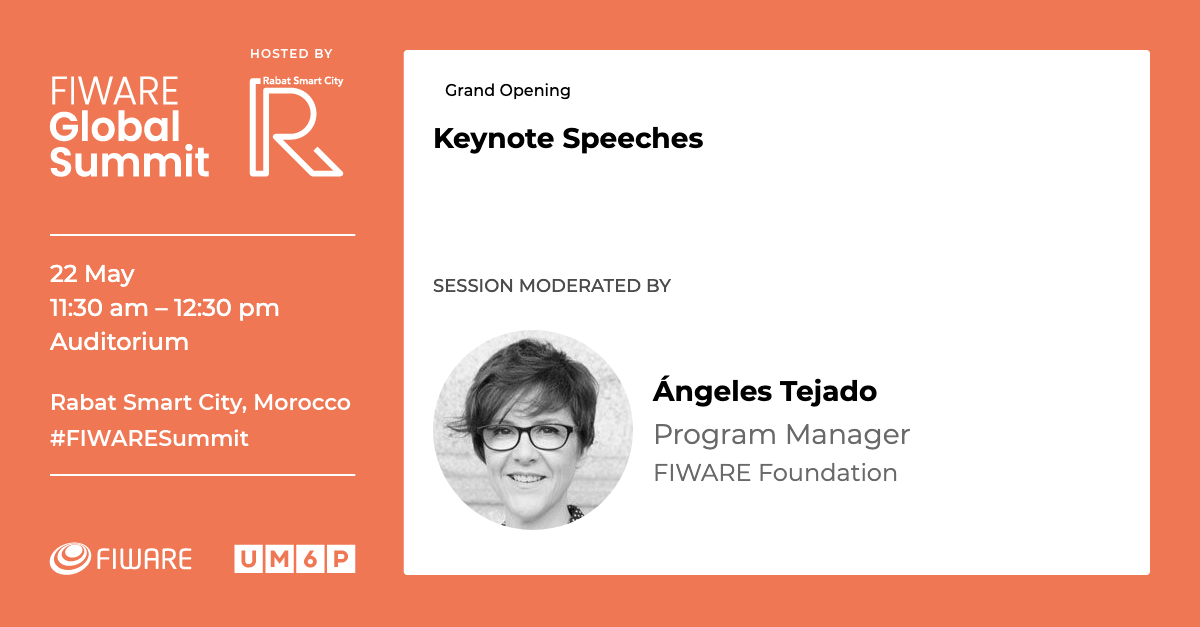 HOSTED BY
FIWARE
Global
Summit
Rabat Smart City
R
22 May
11:30 am – 12:30 pm
Auditorium
Rabat Smart City, Morocco
#FIWARESummit
FIWARE
UM6P
Grand Opening
Keynote Speeches
SESSION MODERATED BY
Ángeles Tejado
Program Manager
FIWARE Foundation